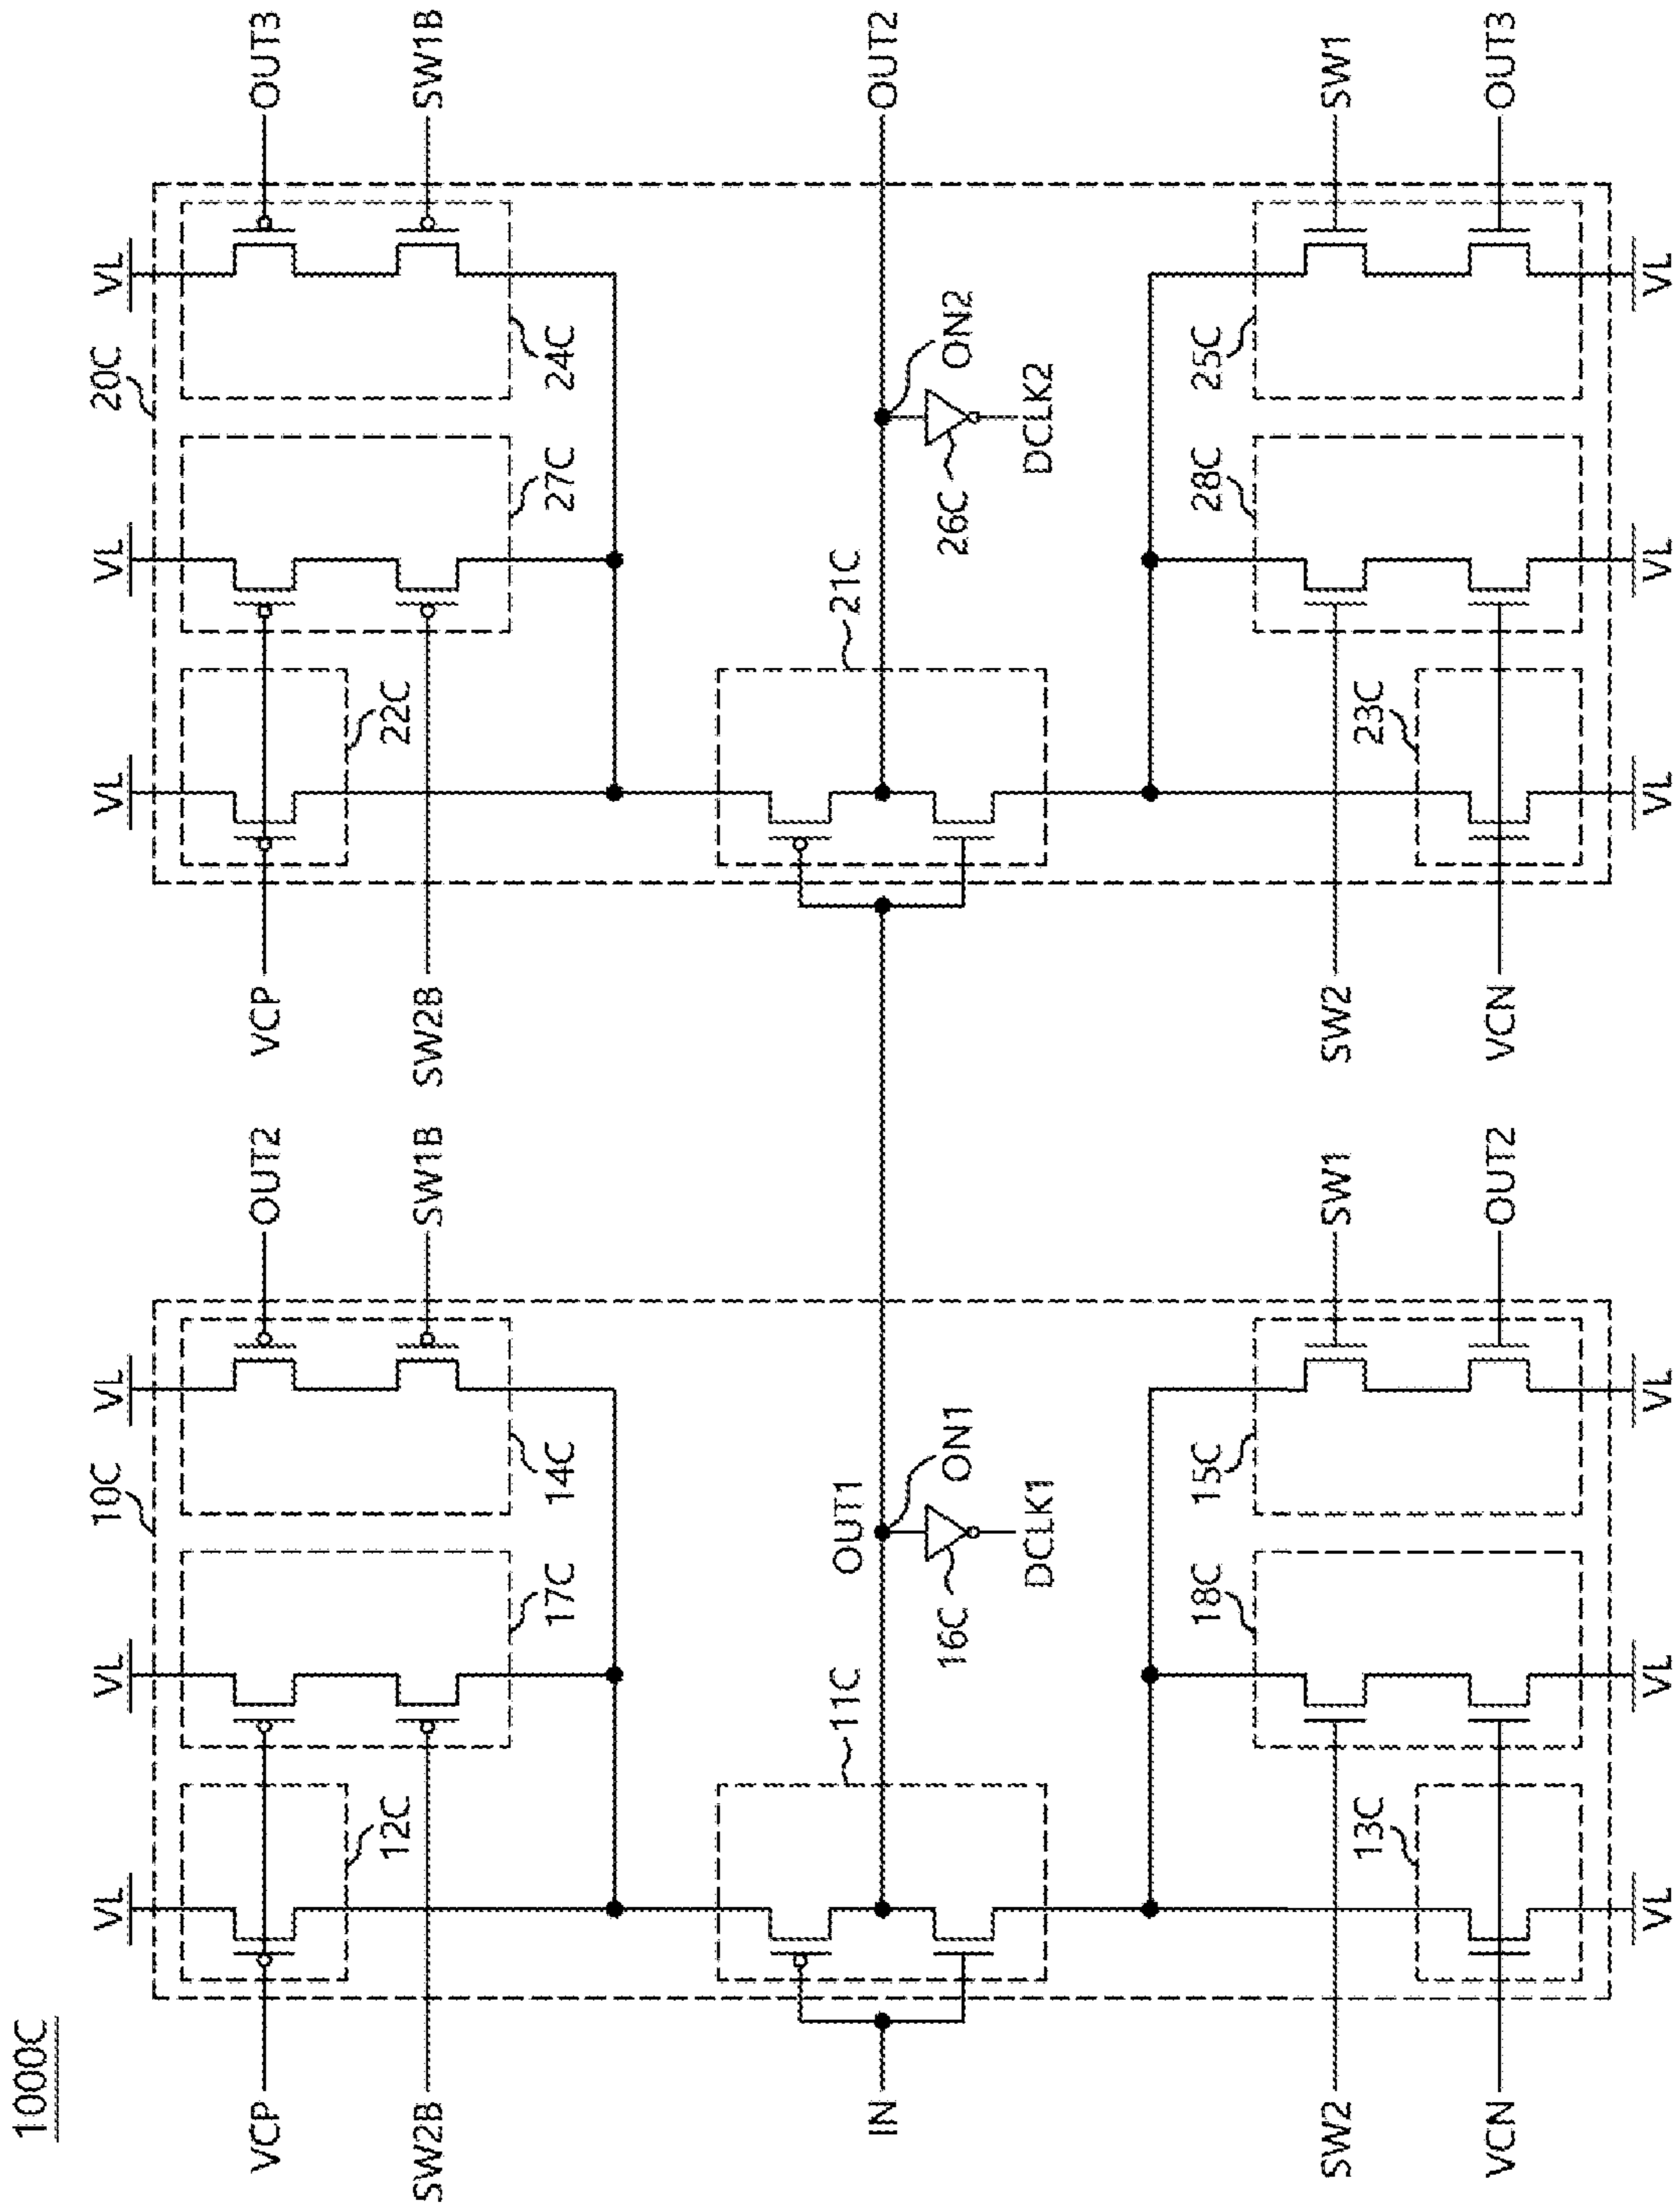 1000C
VL VL 10C VL VL VL 20C VL
VCP OUT2 VCP OUT3
12C 22C
SW2B SW1B SW2B SW1B
17C 14C 27C 24C
11C OUT1 21C
IN OUT2
16C ON1 26C ON2
DCLK1 DCLK2
18C 15C 28C 25C
SW2 SW1 SW2 SW1
13C 23C
VCN OUT2 VCN OUT3
VL VL VL VL VL VL